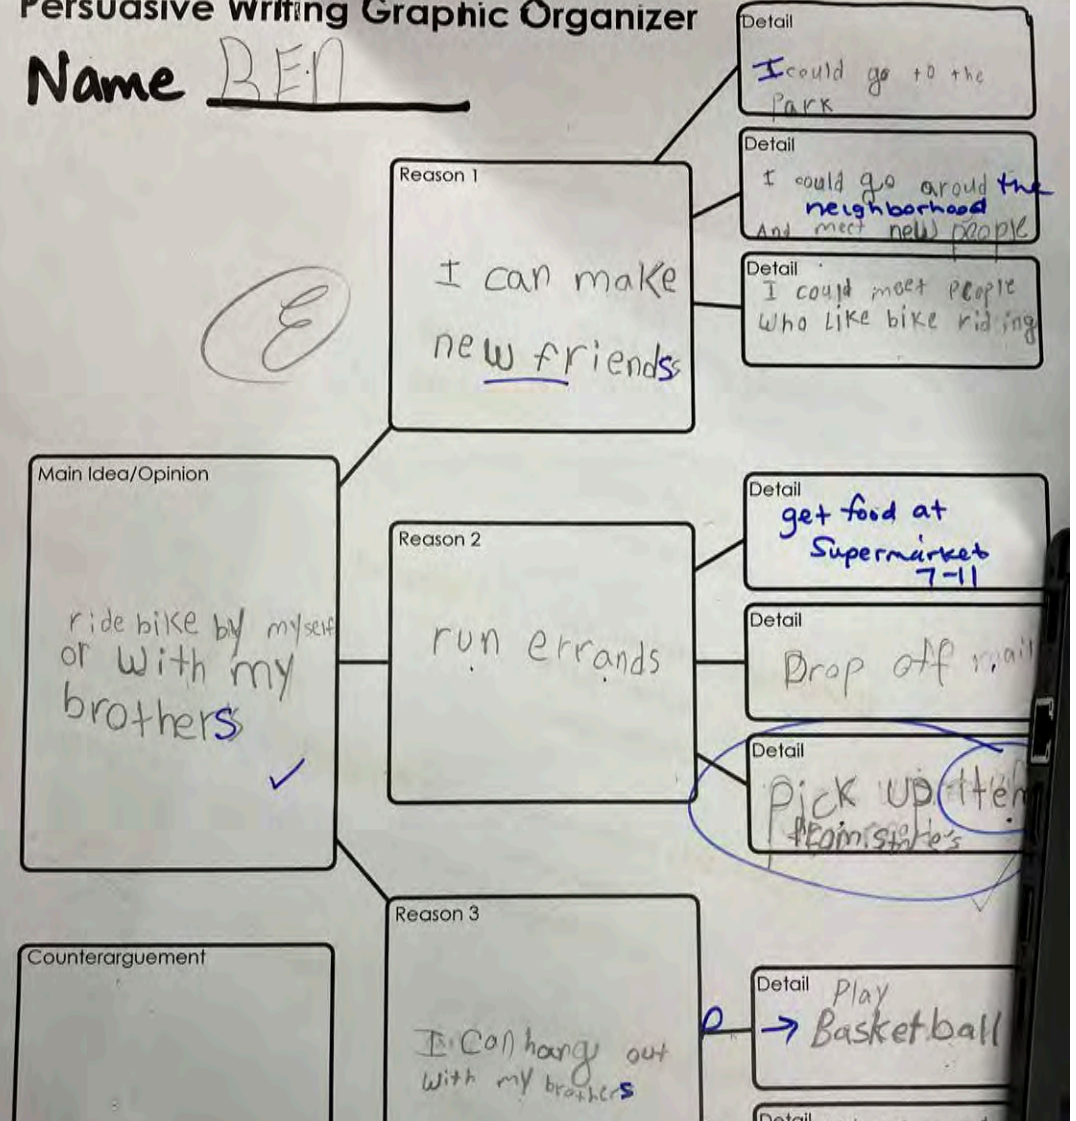 Persuasive Writing Graphic Organizer
Name BEN
Detail
I could go to the
Park
Detail
I could go aroud the
neighborhood
And meet new people
Detail
I could meet people
who like bike riding
Reason 1
I can make
new friends
E
Main Idea/Opinion
ride bike by myself
or with my
brothers
Reason 2
run errands
Detail
get food at
Supermarket
7-11
Detail
Drop off mail
Detail
Pick up
from
Reason 3
I can hang out
with my brothers
Detail
Play
→ Basketball
Detail
Counterarguement